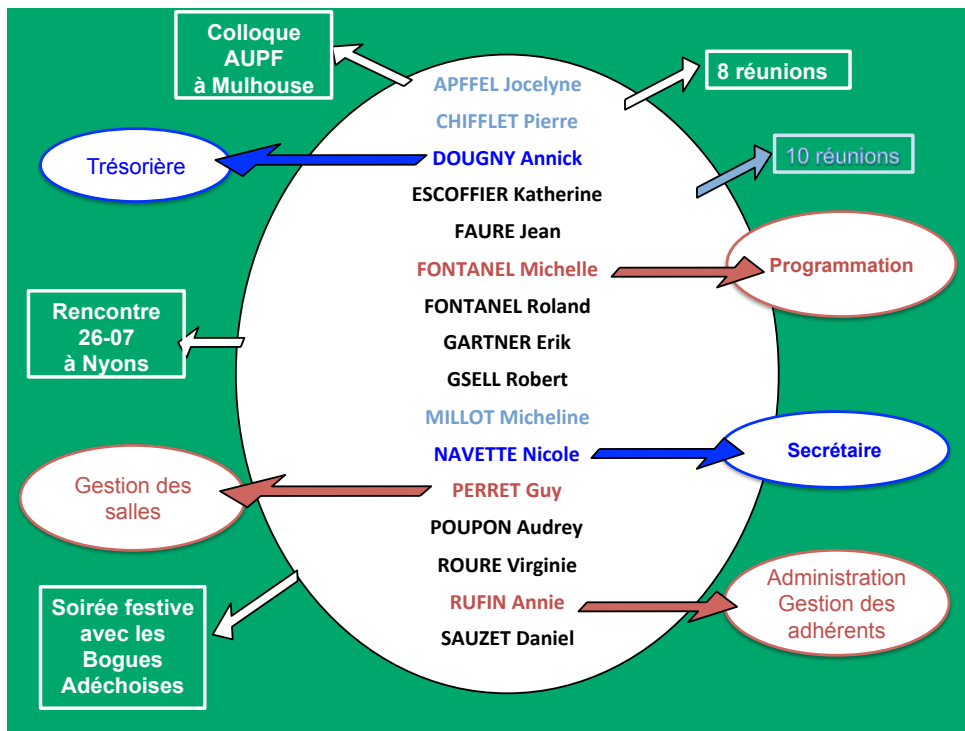 Colloque
AUPF
à Mulhouse
8 réunions
APFFEL Jocelyne
CHIFFLET Pierre
DOUGNY Annick
Trésorière
10 réunions
ESCOFFIER Katherine
FAURE Jean
FONTANEL Michelle
Programmation
FONTANEL Roland
Rencontre
26-07
à Nyons
GARTNER Erik
GSELL Robert
MILLOT Micheline
NAVETTE Nicole
Secrétaire
Gestion des
salles
PERRET Guy
POUPON Audrey
ROURE Virginie
RUFIN Annie
Administration
Gestion des
adhérents
SAUZET Daniel
Soirée festive
avec les
Bogues
Adéchoises